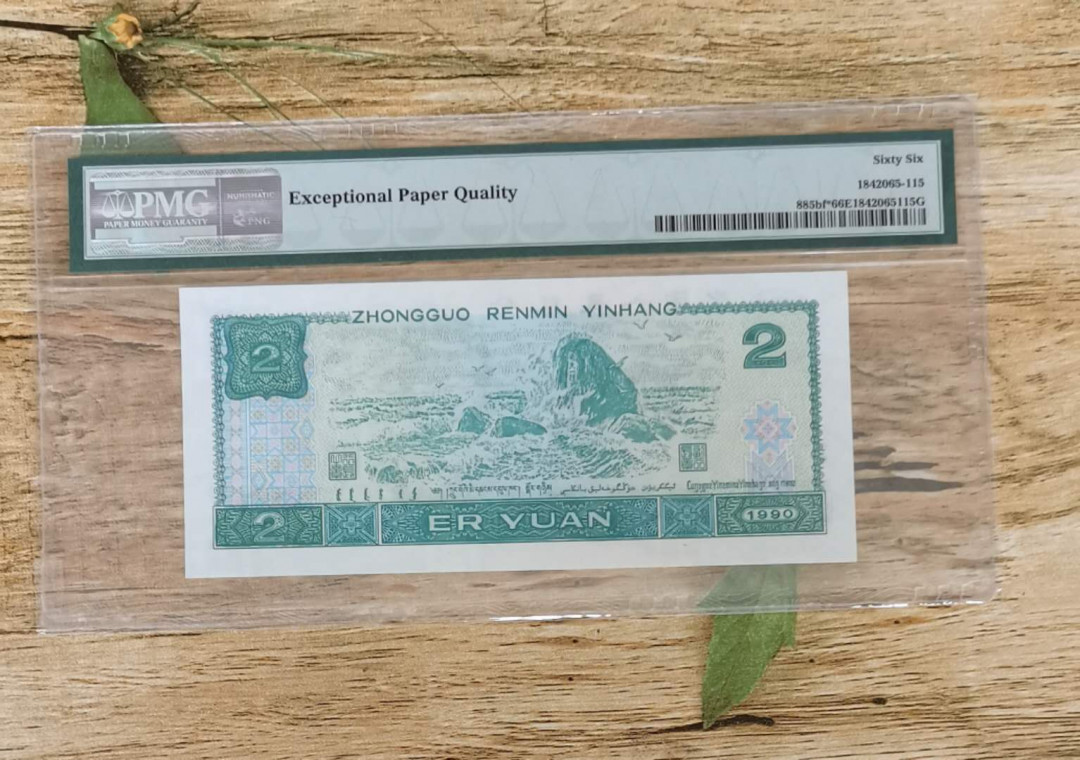 PMG
PAPER MONEY GUARANTY
NUMISMATIC
PNG
Exceptional Paper Quality
Sixty Six
1842065-115
885bf*66E1842065115G
ZHONGGUO RENMIN YINHANG
2
2
2
ER YUAN
1990